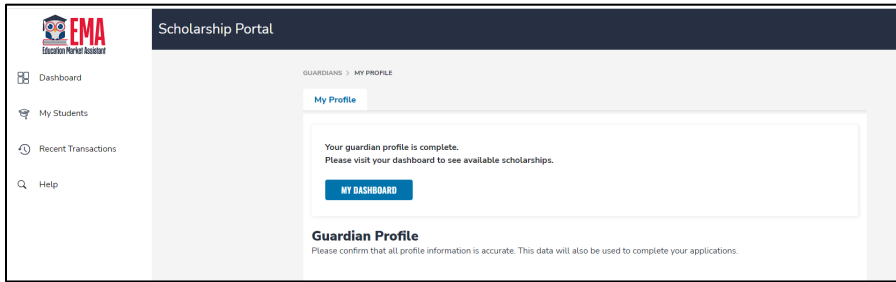 EMA
Education Market Assistant
Scholarship Portal
Dashboard
My Students
Recent Transactions
Help
GUARDIANS > MY PROFILE
My Profile
Your guardian profile is complete.
Please visit your dashboard to see available scholarships.
MY DASHBOARD
Guardian Profile
Please confirm that all profile information is accurate. This data will also be used to complete your applications.